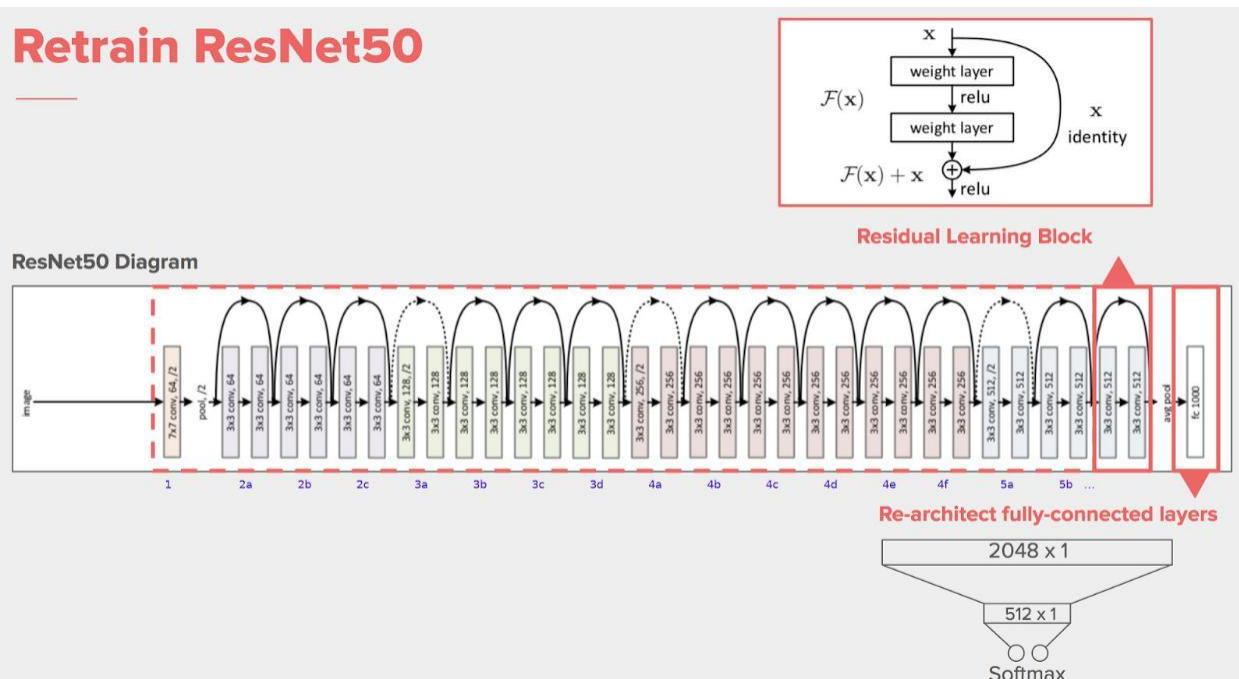 Retrain ResNet50
x
weight layer
relu
F(x)
weight layer
x
identity
F(x) + x
relu
Residual Learning Block
ResNet50 Diagram
image
7x7 conv, 64, /2
pool, /2
3x3 conv, 64
3x3 conv, 64
3x3 conv, 64
3x3 conv, 64
3x3 conv, 64
3x3 conv, 64
3x3 conv, 128, /2
3x3 conv, 128
3x3 conv, 128
3x3 conv, 128
3x3 conv, 128
3x3 conv, 128
3x3 conv, 128
3x3 conv, 128
3x3 conv, 256, /2
3x3 conv, 256
3x3 conv, 256
3x3 conv, 256
3x3 conv, 256
3x3 conv, 256
3x3 conv, 256
3x3 conv, 256
3x3 conv, 256
3x3 conv, 256
3x3 conv, 256
3x3 conv, 256
3x3 conv, 512, /2
3x3 conv, 512
3x3 conv, 512
3x3 conv, 512
3x3 conv, 512
3x3 conv, 512
avg pool
fc 1000
1 2a 2b 2c 3a 3b 3c 3d 4a 4b 4c 4d 4e 4f 5a 5b ...
Re-architect fully-connected layers
2048 x 1
512 x 1
Softmax